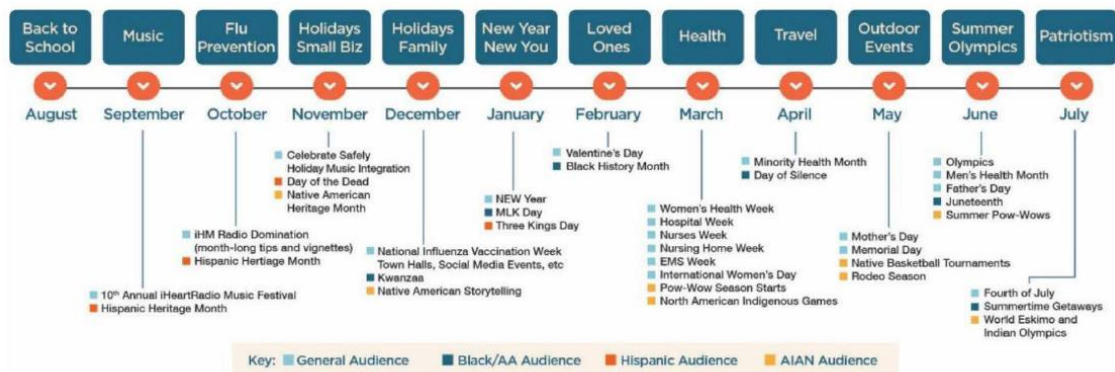 Back to
School
Music
Flu
Prevention
Holidays
Small Biz
Holidays
Family
New Year
New You
Loved
Ones
Health
Travel
Outdoor
Events
Summer
Olympics
Patriotism
August
September
October
November
December
January
February
March
April
May
June
July
10th Annual iHeartRadio Music Festival
Hispanic Heritage Month
iHM Radio Domination
(month-long tips and vignettes)
Hispanic Hertiage Month
Celebrate Safely
Holiday Music Integration
Day of the Dead
Native American
Heritage Month
National Influenza Vaccination Week
Town Halls, Social Media Events, etc
Kwanzaa
Native American Storytelling
NEW Year
MLK Day
Three Kings Day
Valentine's Day
Black History Month
Women's Health Week
Hospital Week
Nurses Week
Nursing Home Week
EMS Week
International Women's Day
Pow-Wow Season Starts
North American Indigenous Games
Minority Health Month
Day of Silence
Mother's Day
Memorial Day
Native Basketball Tournaments
Rodeo Season
Olympics
Men's Health Month
Father's Day
Juneteenth
Summer Pow-Wows
Fourth of July
Summertime Getaways
World Eskimo and
Indian Olympics
Key: General Audience Black/AA Audience Hispanic Audience AIAN Audience